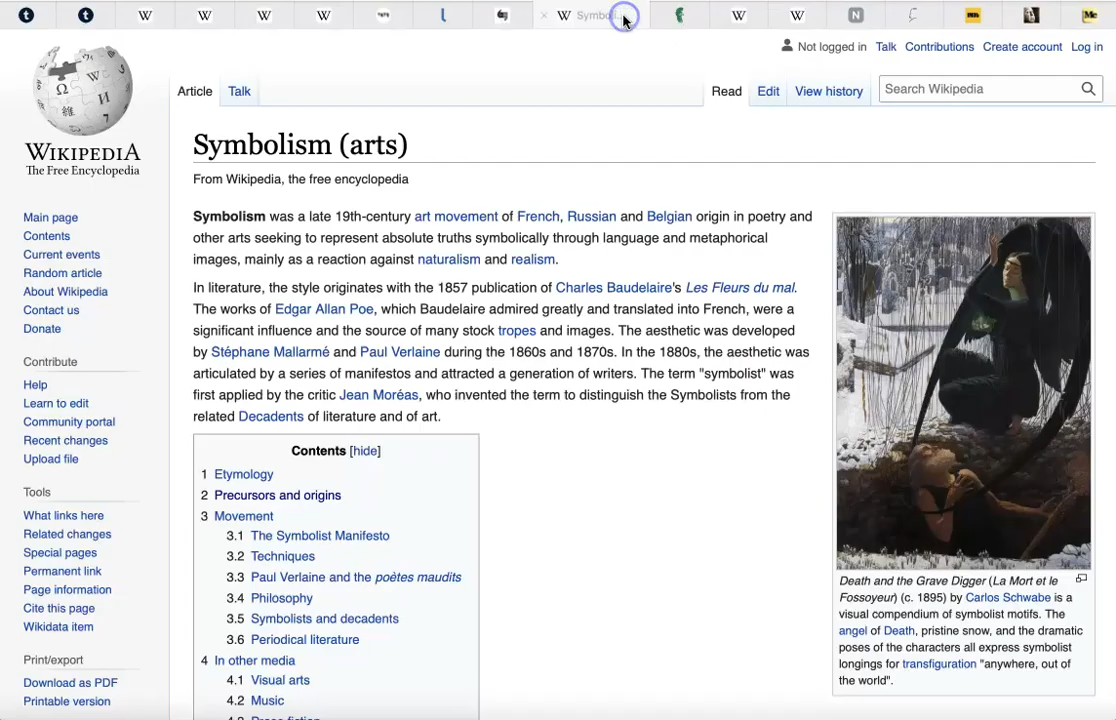 Symbol
Not logged in Talk Contributions Create account Log in
Article Talk Read Edit View history Search Wikipedia
WIKIPEDIA
The Free Encyclopedia
Main page
Contents
Current events
Random article
About Wikipedia
Contact us
Donate
Contribute
Help
Learn to edit
Community portal
Recent changes
Upload file
Tools
What links here
Related changes
Special pages
Permanent link
Page information
Cite this page
Wikidata item
Print/export
Download as PDF
Printable version
Symbolism (arts)
From Wikipedia, the free encyclopedia
Symbolism was a late 19th-century art movement of French, Russian and Belgian origin in poetry and
other arts seeking to represent absolute truths symbolically through language and metaphorical
images, mainly as a reaction against naturalism and realism.
In literature, the style originates with the 1857 publication of Charles Baudelaire's Les Fleurs du mal.
The works of Edgar Allan Poe, which Baudelaire admired greatly and translated into French, were a
significant influence and the source of many stock tropes and images. The aesthetic was developed
by Stéphane Mallarmé and Paul Verlaine during the 1860s and 1870s. In the 1880s, the aesthetic was
articulated by a series of manifestos and attracted a generation of writers. The term "symbolist" was
first applied by the critic Jean Moréas, who invented the term to distinguish the Symbolists from the
related Decadents of literature and of art.
Contents [hide]
1 Etymology
2 Precursors and origins
3 Movement
3.1 The Symbolist Manifesto
3.2 Techniques
3.3 Paul Verlaine and the poètes maudits
3.4 Philosophy
3.5 Symbolists and decadents
3.6 Periodical literature
4 In other media
4.1 Visual arts
4.2 Music
4.3 Prose fiction
Death and the Grave Digger (La Mort et le
Fossoyeur) (c. 1895) by Carlos Schwabe is a
visual compendium of symbolist motifs. The
angel of Death, pristine snow, and the dramatic
poses of the characters all express symbolist
longings for transfiguration "anywhere, out of
the world".